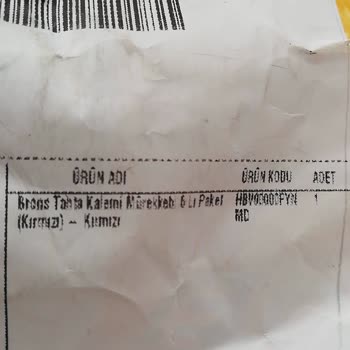 ÜRÜN ADI ÜRÜN KODU ADET
Brons Tahta Kalemi Mürekkebi 6 Lı Paket HBV00000FYN 1
(Kırmızı) – Kırmızı MD